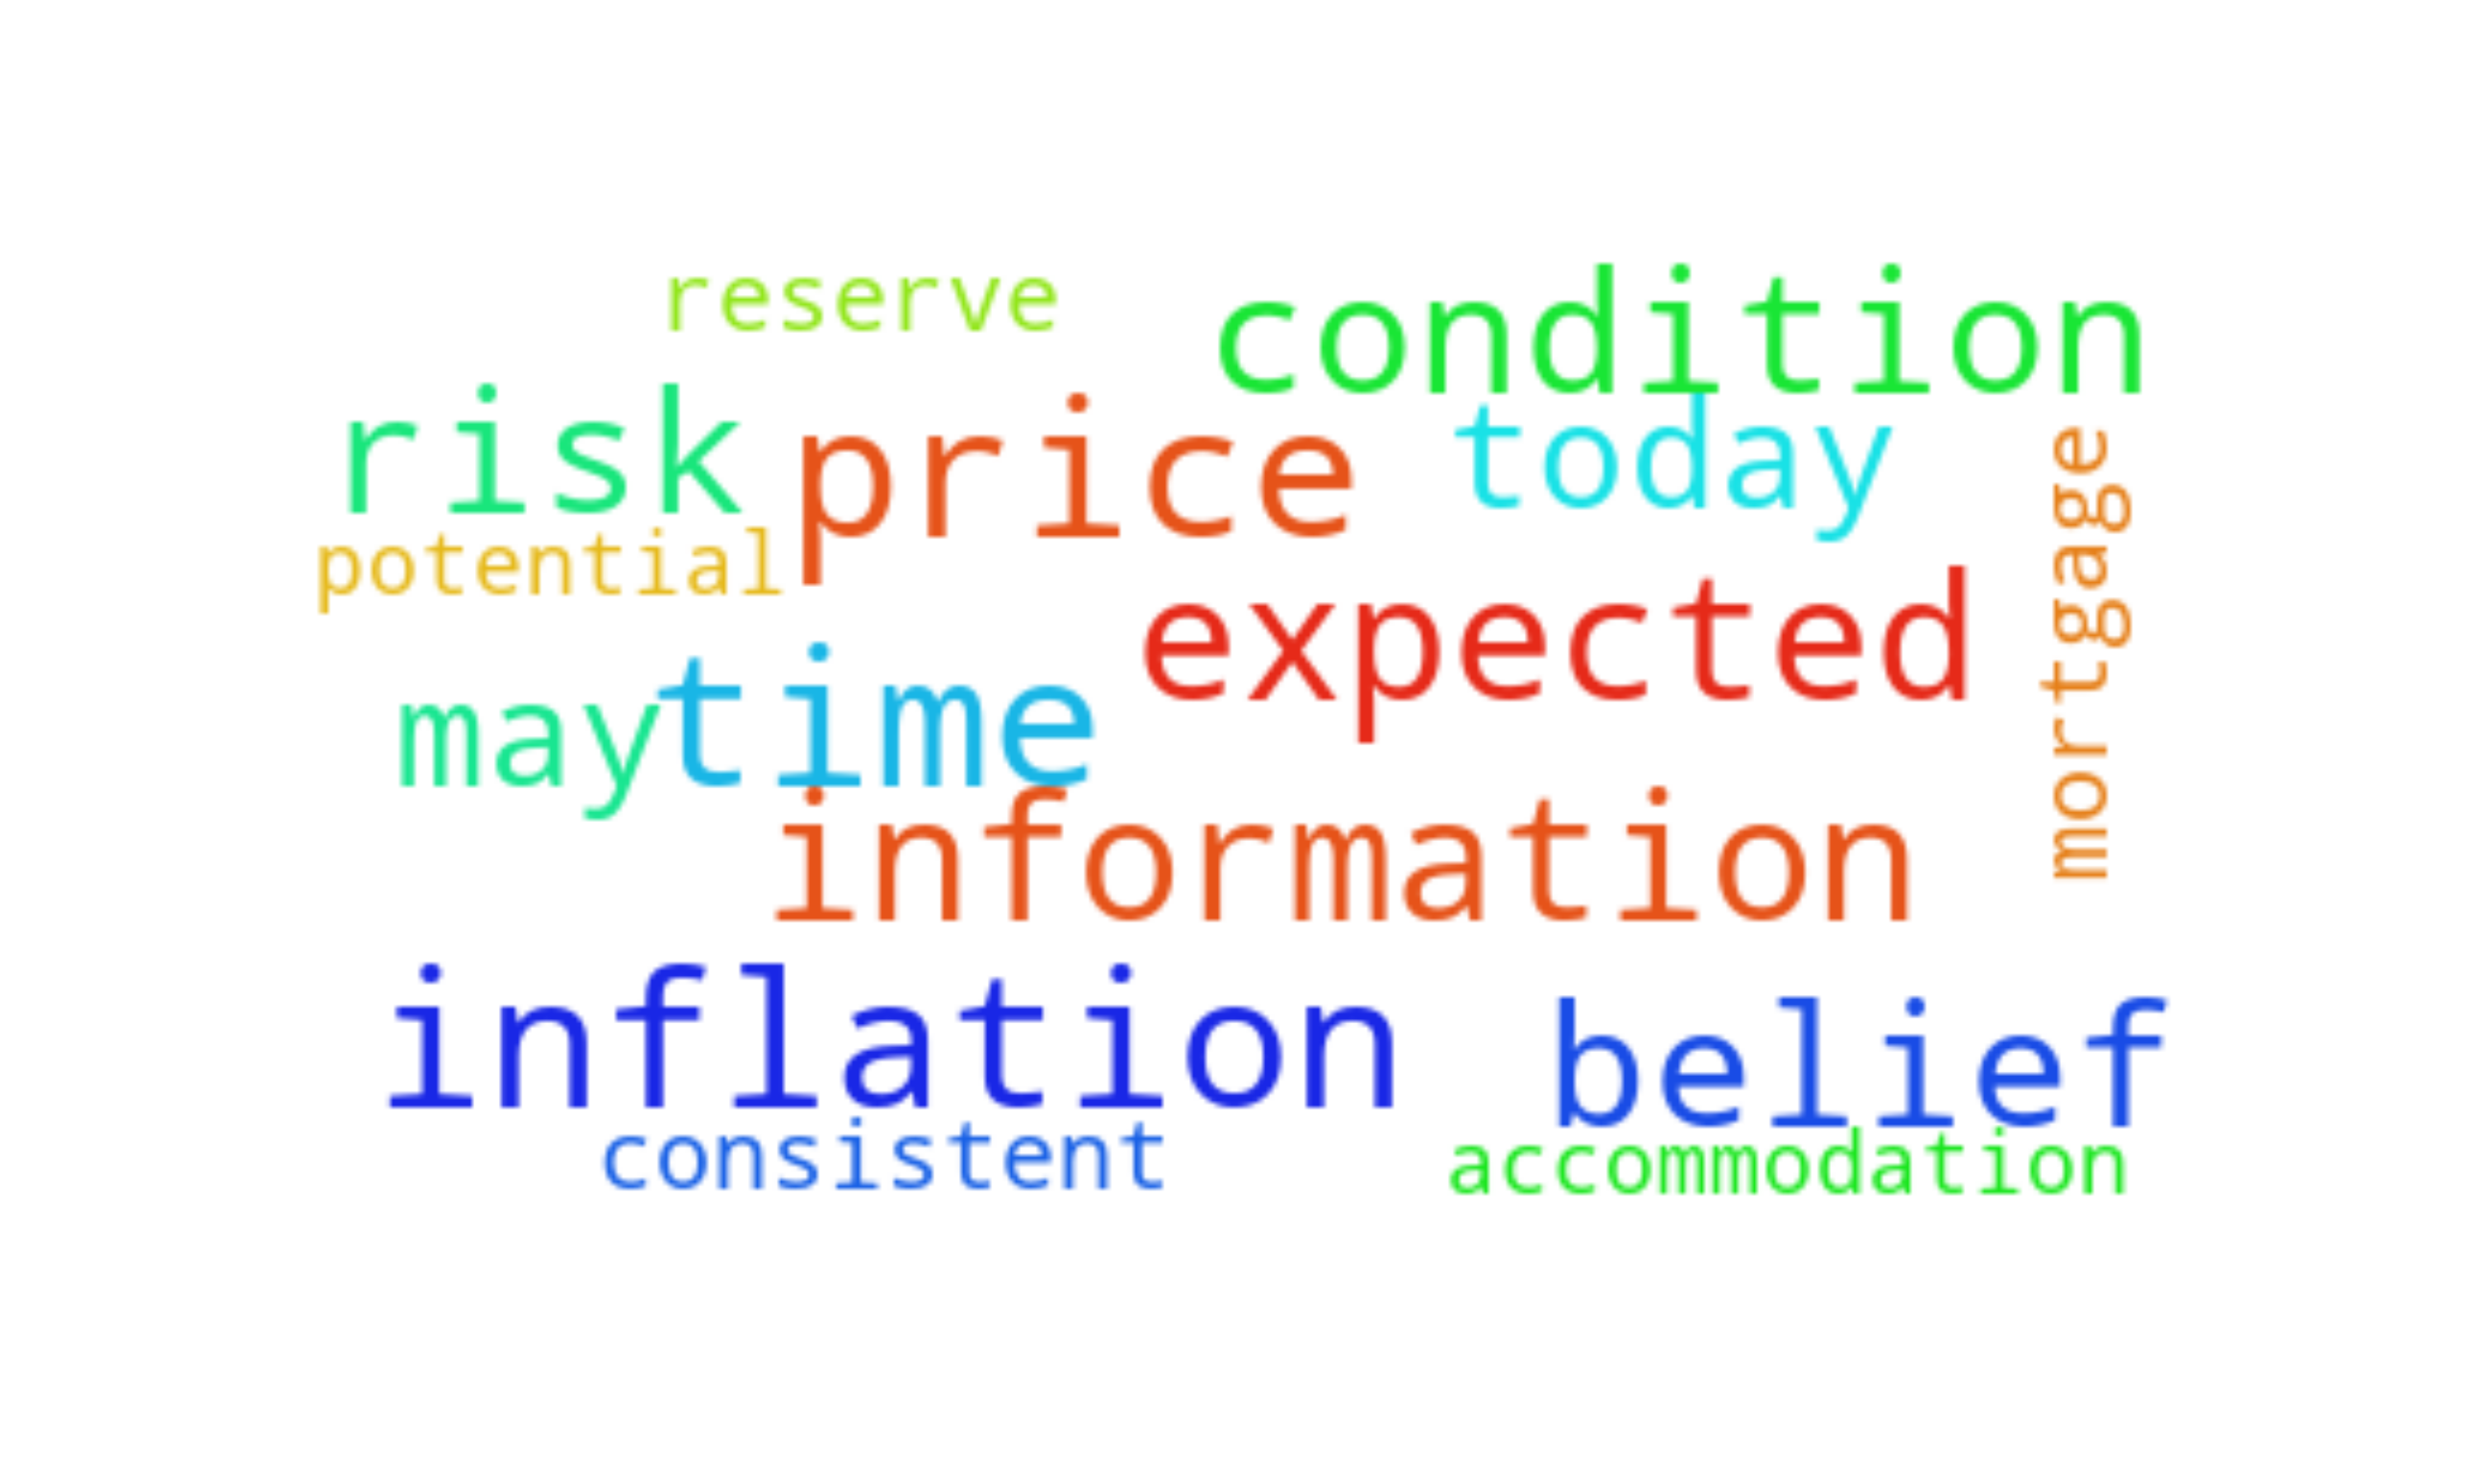 reserve
condition
risk
price
today
mortgage
potential
expected
may
time
information
inflation
belief
consistent
accommodation